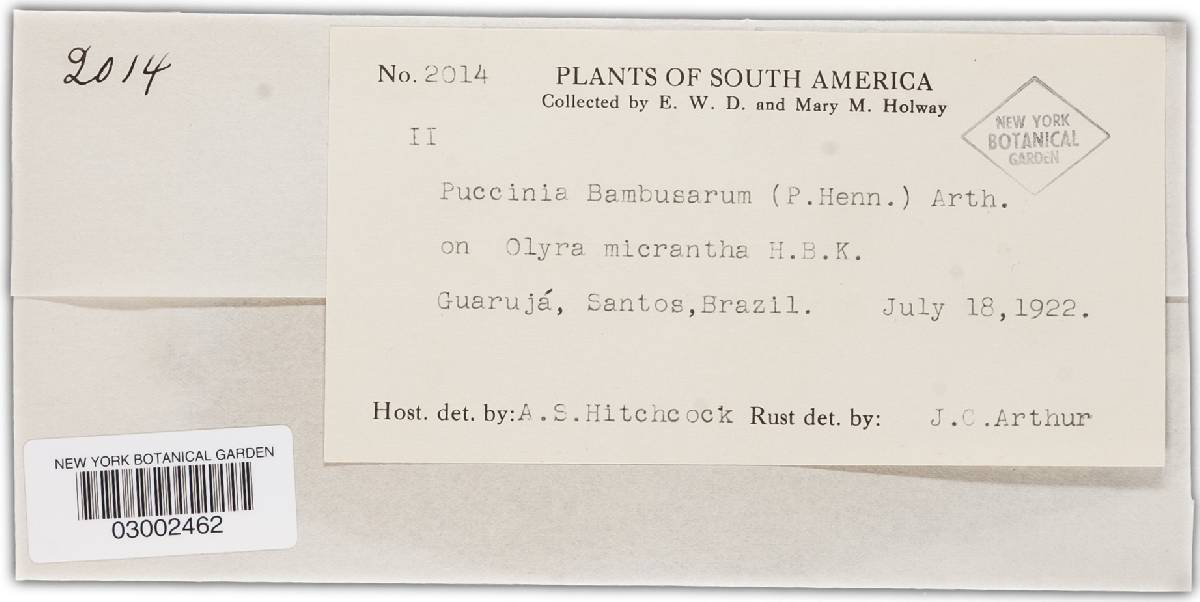 2014
No. 2014 PLANTS OF SOUTH AMERICA
Collected by E. W. D. and Mary M. Holway
NEW YORK
BOTANICAL
GARDEN
II
Puccinia Bambusarum (P.Henn.) Arth.
on Olyra micrantha H.B.K.
Guarujá, Santos,Brazil. July 18,1922.
Host. det. by:A.S.Hitchcock Rust det. by: J.C.Arthur
NEW YORK BOTANICAL GARDEN
03002462